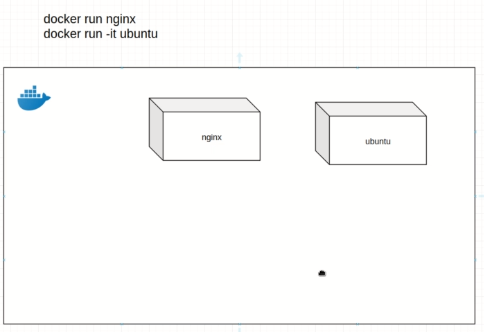 docker run nginx
docker run -it ubuntu
nginx
ubuntu